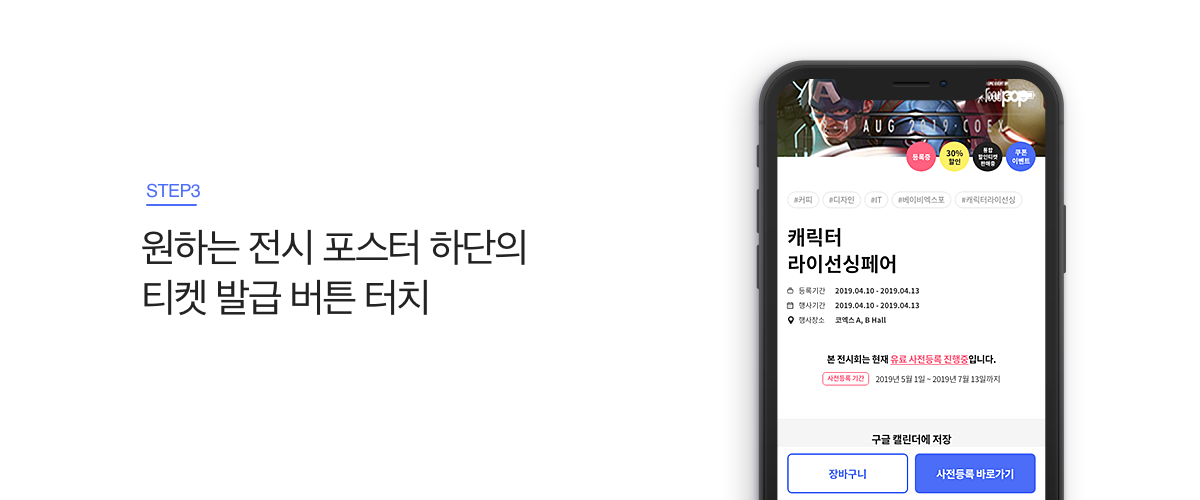 STEP3
원하는 전시 포스터 하단의
티켓 발급 버튼 터치
4 AUG 2019·COEX
등록중
30%
할인
통합
할인티켓
판매중
쿠폰
이벤트
#커피 #디자인 #IT #베이비엑스포 #캐릭터라이선싱
캐릭터
라이선싱페어
등록기간 2019.04.10 - 2019.04.13
행사기간 2019.04.10 - 2019.04.13
행사장소 코엑스 A, B Hall
본 전시회는 현재 유료 사전등록 진행중입니다.
사전등록 기간 2019년 5월 1일 ~ 2019년 7월 13일까지
구글 캘린더에 저장
장바구니 사전등록 바로가기